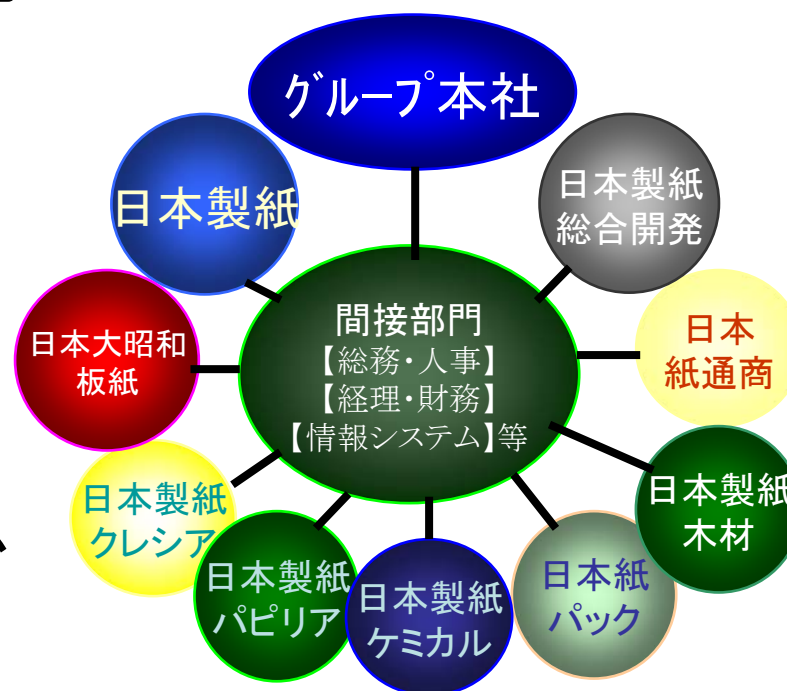 グループ本社
日本製紙
日本製紙
総合開発
日本大昭和
板紙
間接部門
【総務・人事】
【経理・財務】
【情報システム】等
日本
紙通商
日本製紙
クレシア
日本製紙
木材
日本製紙
パピリア
日本製紙
ケミカル
日本紙
パック